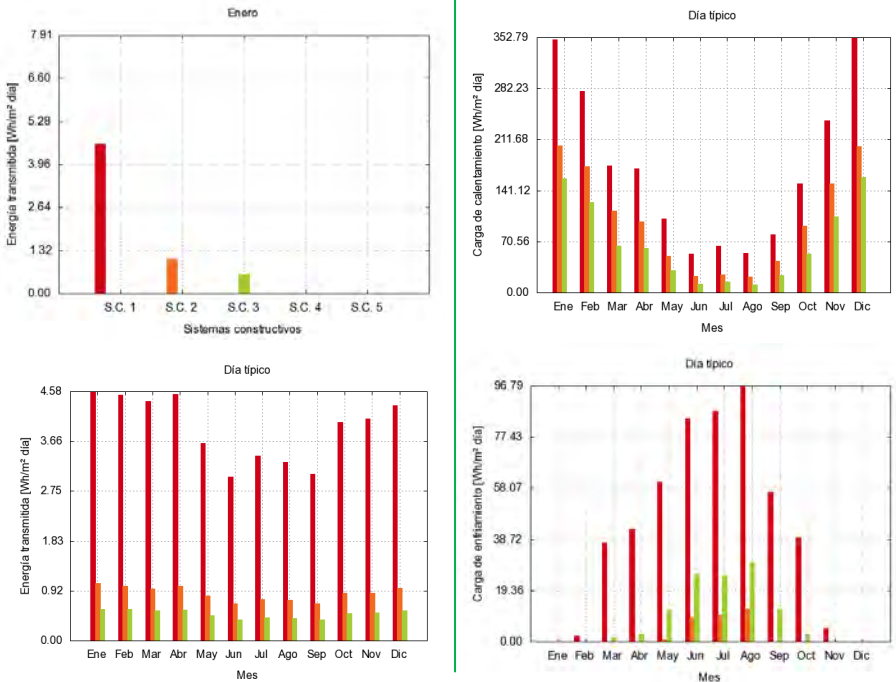 Enero
Energía transmitida [Wh/m² día]
7.91
6.60
5.28
3.96
2.64
1.32
0.00
S.C. 1 S.C. 2 S.C. 3 S.C. 4 S.C. 5
Sistemas constructivos
Día típico
Energía transmitida [Wh/m² día]
4.58
3.66
2.75
1.83
0.92
0.00
Ene Feb Mar Abr May Jun Jul Ago Sep Oct Nov Dic
Mes
Día típico
Carga de calentamiento [Wh/m² día]
352.79
282.23
211.68
141.12
70.56
0.00
Ene Feb Mar Abr May Jun Jul Ago Sep Oct Nov Dic
Mes
Día típico
Carga de enfriamiento [Wh/m² día]
96.79
77.43
58.07
38.72
19.36
0.00
Ene Feb Mar Abr May Jun Jul Ago Sep Oct Nov Dic
Mes